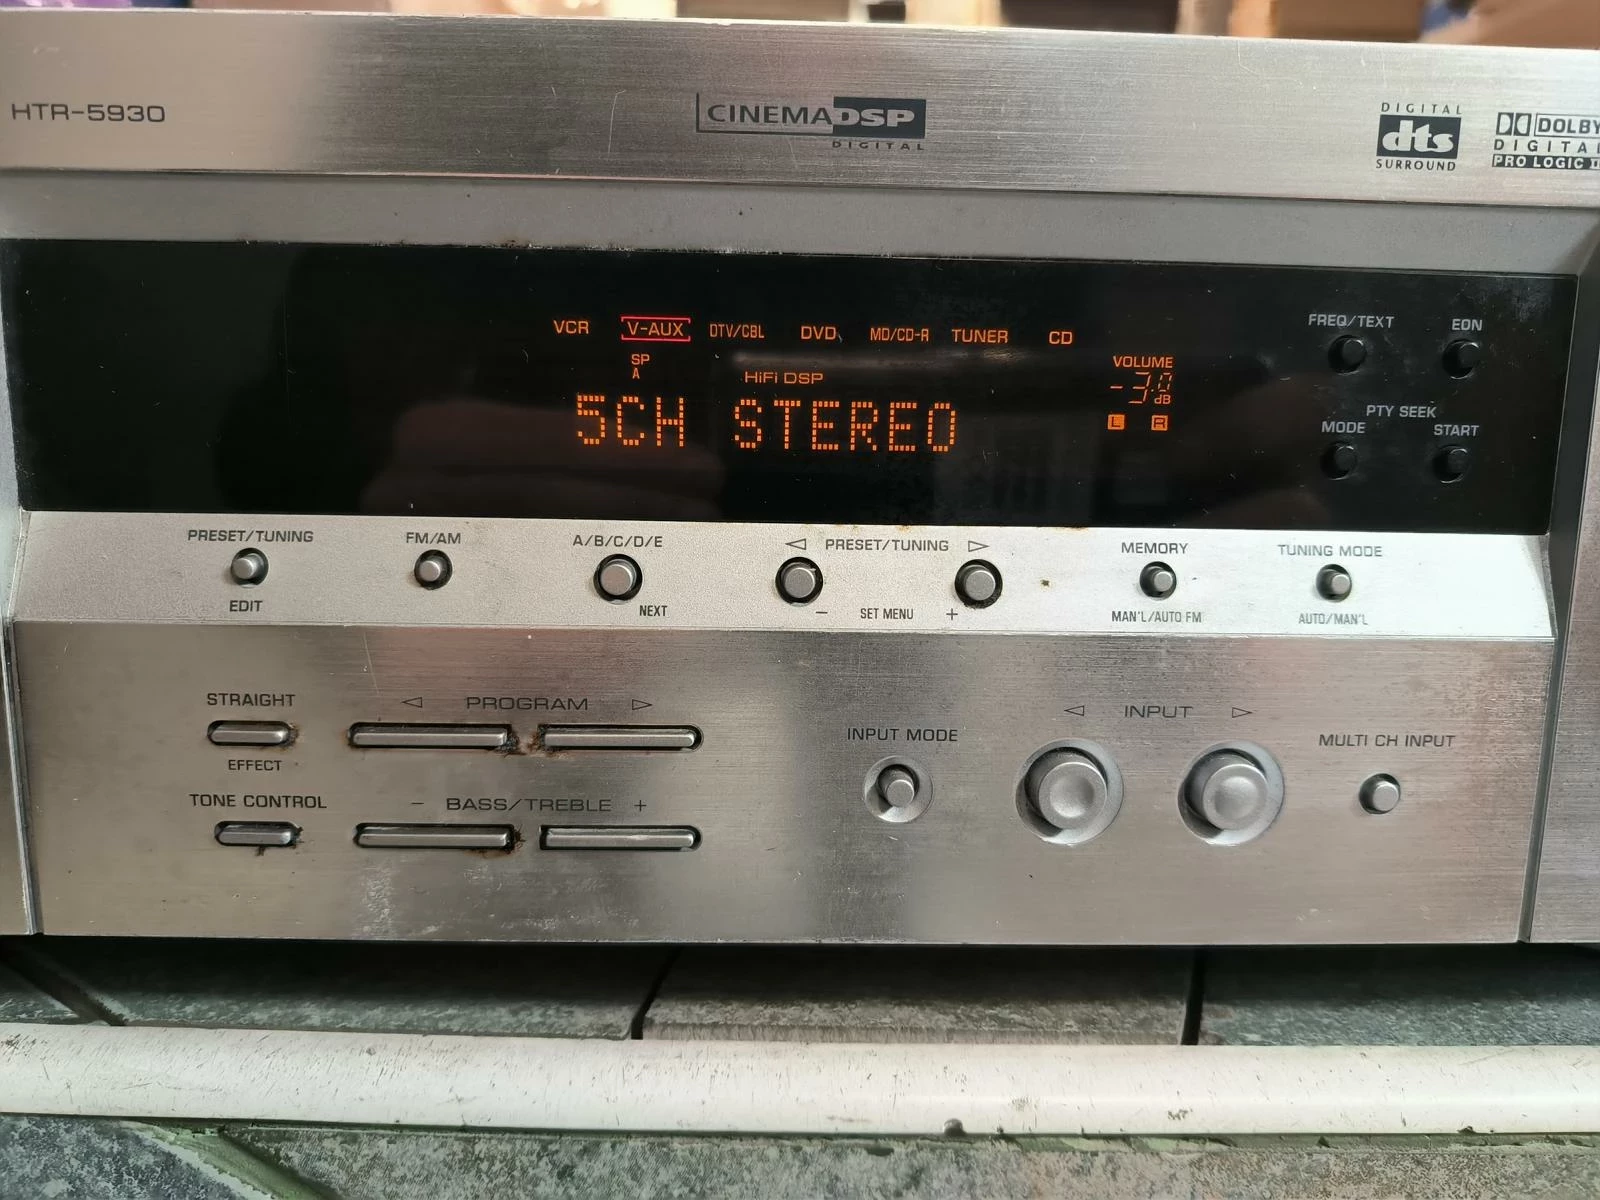 HTR-5930
CINEMA DSP
DIGITAL
DIGITAL
dts
SURROUND
DOLBY
DIGITAL
PRO LOGIC II
VCR V-AUX DTV/CBL DVD MD/CD-R TUNER CD
SP
A
HiFi DSP
VOLUME
-3.0
dB
L R
5CH STEREO
FREQ/TEXT EON
PTY SEEK
MODE START
PRESET/TUNING FM/AM A/B/C/D/E ◁ PRESET/TUNING ▷ MEMORY TUNING MODE
EDIT NEXT − SET MENU + MAN'L/AUTO FM AUTO/MAN'L
STRAIGHT ◁ PROGRAM ▷
EFFECT
TONE CONTROL − BASS/TREBLE +
INPUT MODE ◁ INPUT ▷ MULTI CH INPUT